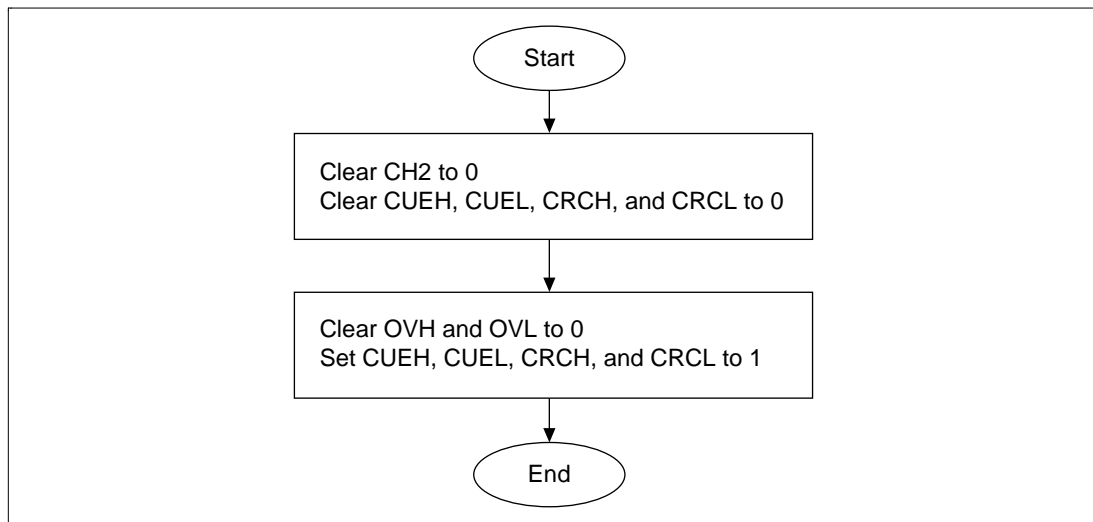 Start
Clear CH2 to 0
Clear CUEH, CUEL, CRCH, and CRCL to 0
Clear OVH and OVL to 0
Set CUEH, CUEL, CRCH, and CRCL to 1
End